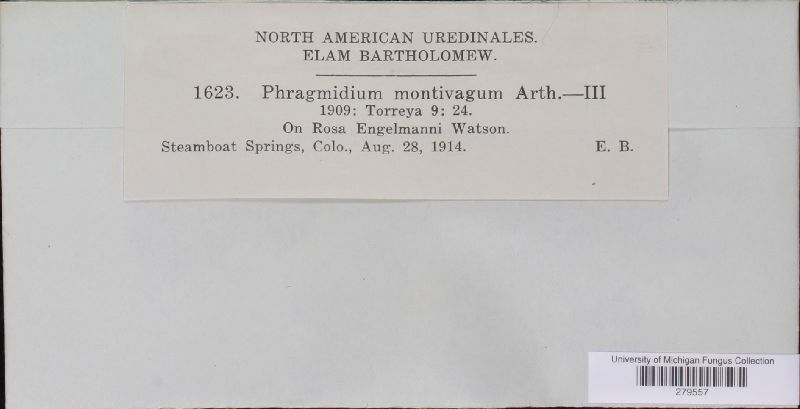 NORTH AMERICAN UREDINALES.
ELAM BARTHOLOMEW.
1623. Phragmidium montivagum Arth.—III
1909: Torreya 9: 24.
On Rosa Engelmanni Watson.
Steamboat Springs, Colo., Aug. 28, 1914. E. B.
University of Michigan Fungus Collection
279557